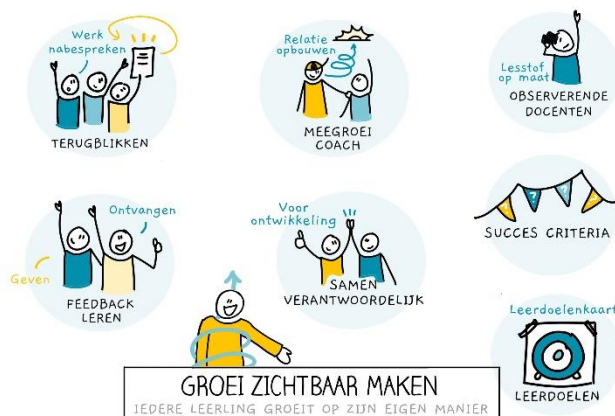 Werk
nabespreken
TERUGBLIKKEN
Relatie
opbouwen
MEEGROEI
COACH
Lesstof
op maat
OBSERVERENDE
DOCENTEN
Ontvangen
Geven
FEEDBACK
LEREN
Voor
ontwikkeling
SAMEN
VERANTWOORDELIJK
? ? ? ?
SUCCES CRITERIA
Leerdoelenkaart
LEERDOELEN
GROEI ZICHTBAAR MAKEN
IEDERE LEERLING GROEIT OP ZIJN EIGEN MANIER